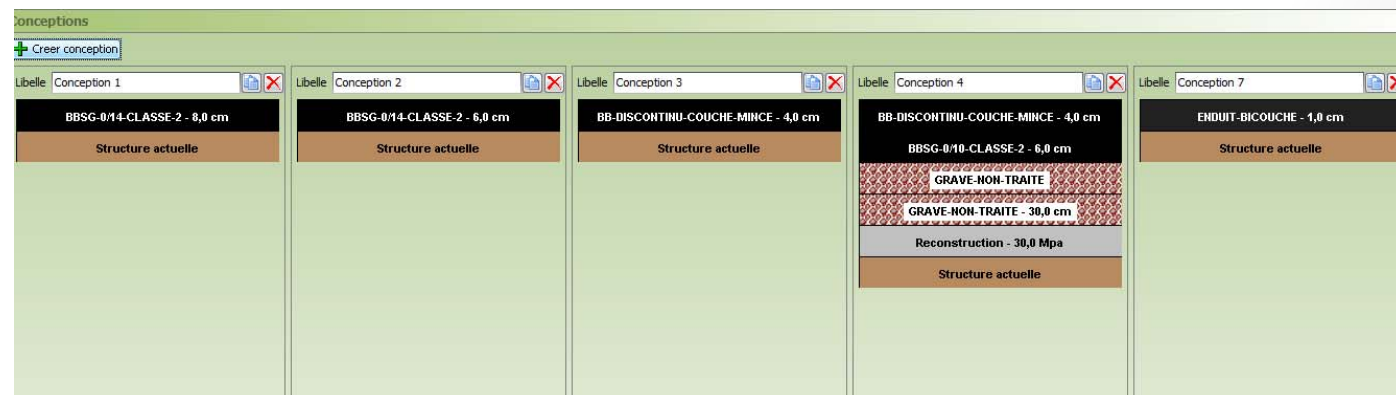 Conceptions
Creer conception
Libelle Conception 1
BBSG-0/14-CLASSE-2 - 8,0 cm
Structure actuelle
Libelle Conception 2
BBSG-0/14-CLASSE-2 - 6,0 cm
Structure actuelle
Libelle Conception 3
BB-DISCONTINU-COUCHE-MINCE - 4,0 cm
Structure actuelle
Libelle Conception 4
BB-DISCONTINU-COUCHE-MINCE - 4,0 cm
BBSG-0/10-CLASSE-2 - 6,0 cm
GRAVE-NON-TRAITE
GRAVE-NON-TRAITE - 30,0 cm
Reconstruction - 30,0 Mpa
Structure actuelle
Libelle Conception 7
ENDUIT-BICOUCHE - 1,0 cm
Structure actuelle